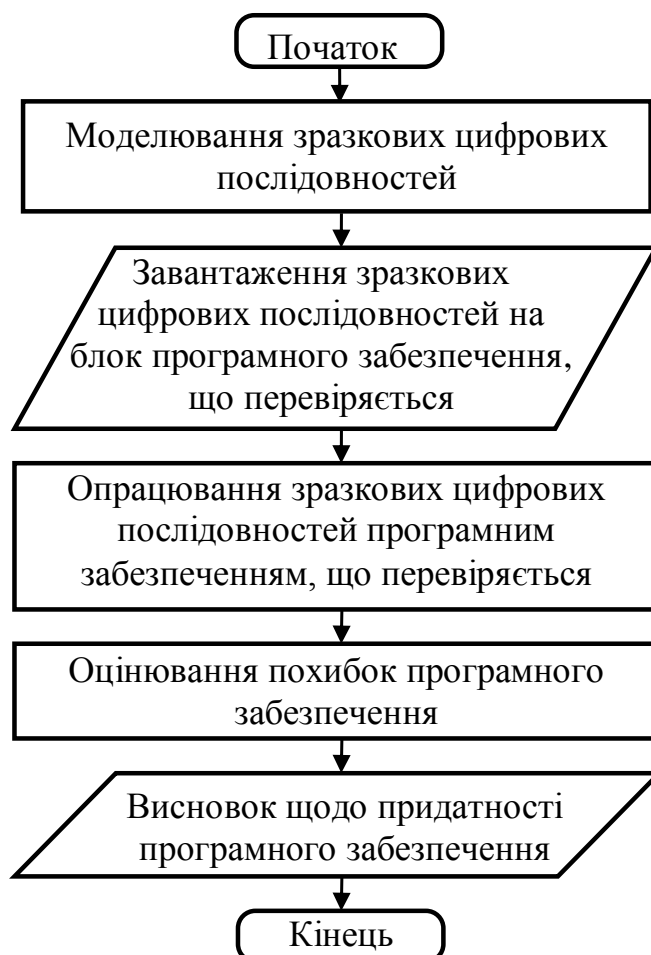 Початок
Моделювання зразкових цифрових
послідовностей
Завантаження зразкових
цифрових послідовностей на
блок програмного забезпечення,
що перевіряється
Опрацювання зразкових цифрових
послідовностей програмним
забезпеченням, що перевіряється
Оцінювання похибок програмного
забезпечення
Висновок щодо придатності
програмного забезпечення
Кінець